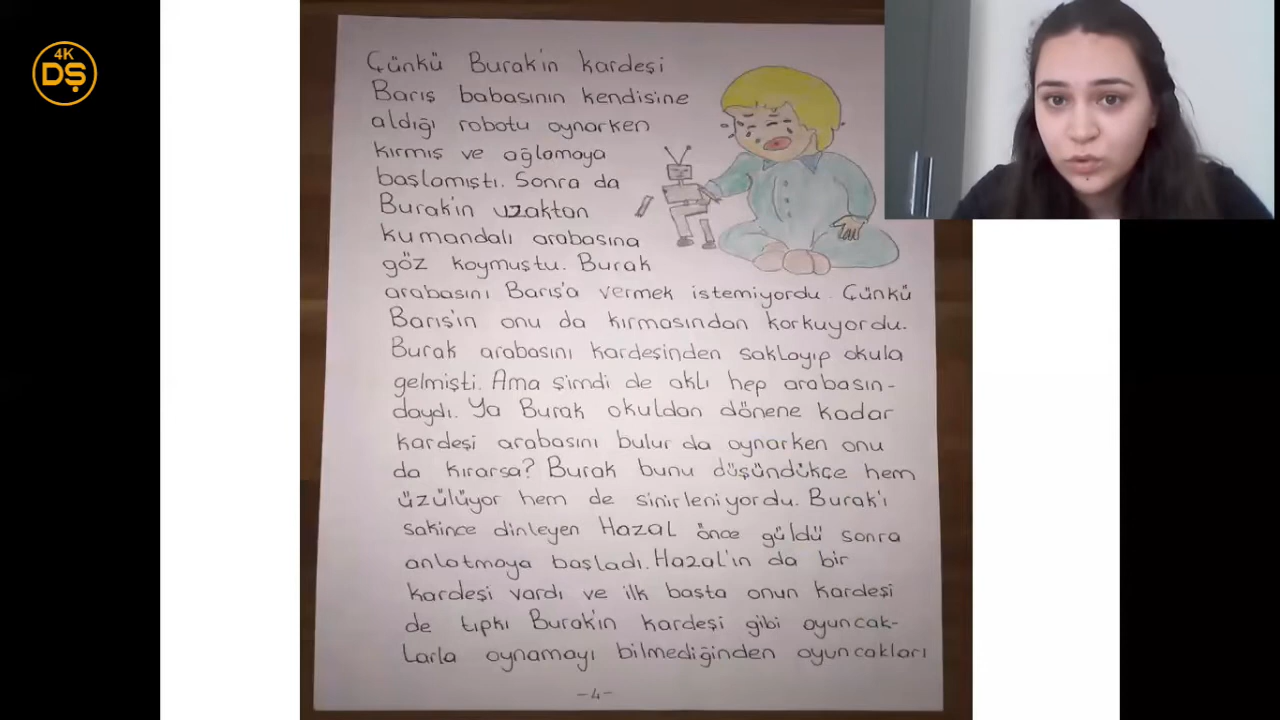 4K
DŞ
Çünkü Burak'ın kardeşi
Barış babasının kendisine
aldığı robotu oynarken
kırmış ve ağlamaya
başlamıştı. Sonra da
Burak'ın uzaktan
kumandalı arabasına
göz koymuştu. Burak
arabasını Barış'a vermek istemiyordu. Çünkü
Barış'ın onu da kırmasından korkuyordu.
Burak arabasını kardeşinden saklayıp okula
gelmişti. Ama şimdi de aklı hep arabasın-
daydı. Ya Burak okuldan dönene kadar
kardeşi arabasını bulur da oynarken onu
da kırarsa? Burak bunu düşündükçe hem
üzülüyor hem de sinirleniyordu. Burak'ı
sakince dinleyen Hazal önce güldü sonra
anlatmaya başladı. Hazal'ın da bir
kardeşi vardı ve ilk başta onun kardeşi
de tıpkı Burak'ın kardeşi gibi oyuncak-
larla oynamayı bilmediğinden oyuncakları
-4-